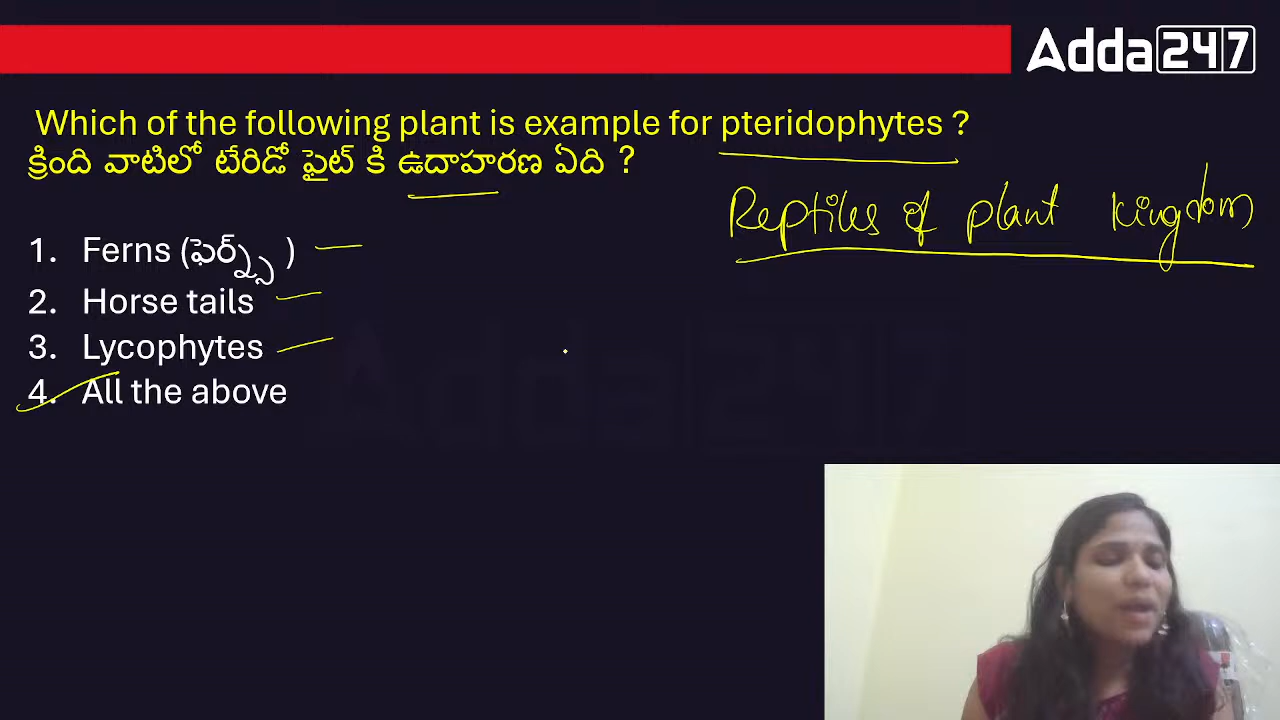 Adda247
Which of the following plant is example for pteridophytes ?
క్రింది వాటిలో టేరిడో ఫైట్ కి ఉదాహరణ ఏది ?
Reptiles of plant kingdom
1. Ferns (ఫెర్న్స్ )
2. Horse tails
3. Lycophytes
4. All the above